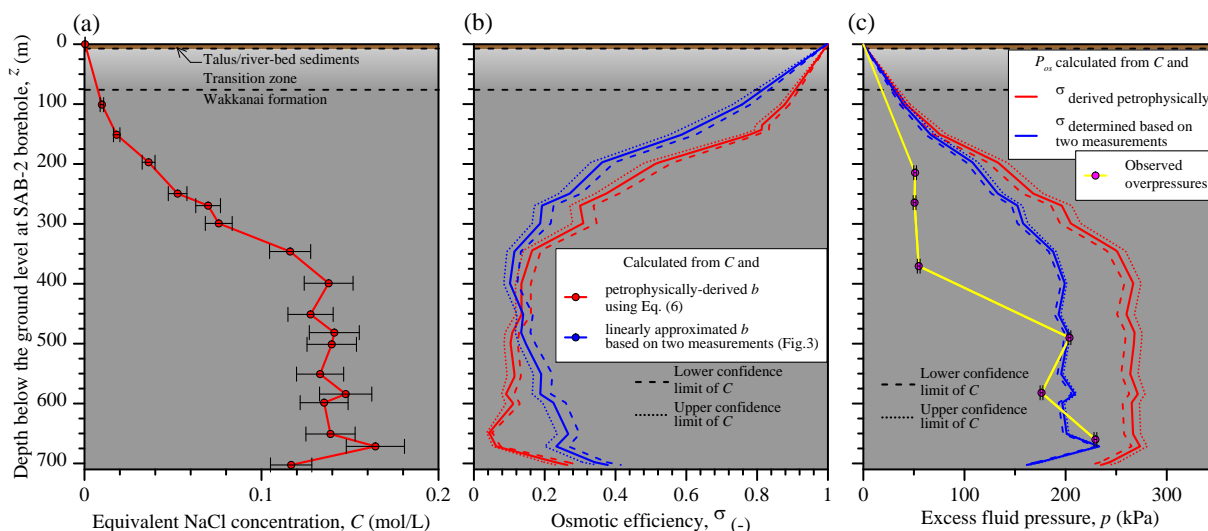 (a)
(b)
(c)
Depth below the ground level at SAB-2 borehole, z (m)
0
100
200
300
400
500
600
700
Talus/river-bed sediments
Transition zone
Wakkanai formation
0
0.1
0.2
Equivalent NaCl concentration, C (mol/L)
Calculated from C and
petrophysically-derived b
using Eq. (6)
linearly approximated b
based on two measurements (Fig.3)
Lower confidence
limit of C
Upper confidence
limit of C
0
0.2
0.4
0.6
0.8
1
Osmotic efficiency, σ (-)
Pos calculated from C and
σ derived petrophysically
σ determined based on
two measurements
Observed
overpressures
Lower confidence
limit of C
Upper confidence
limit of C
0
100
200
300
Excess fluid pressure, p (kPa)